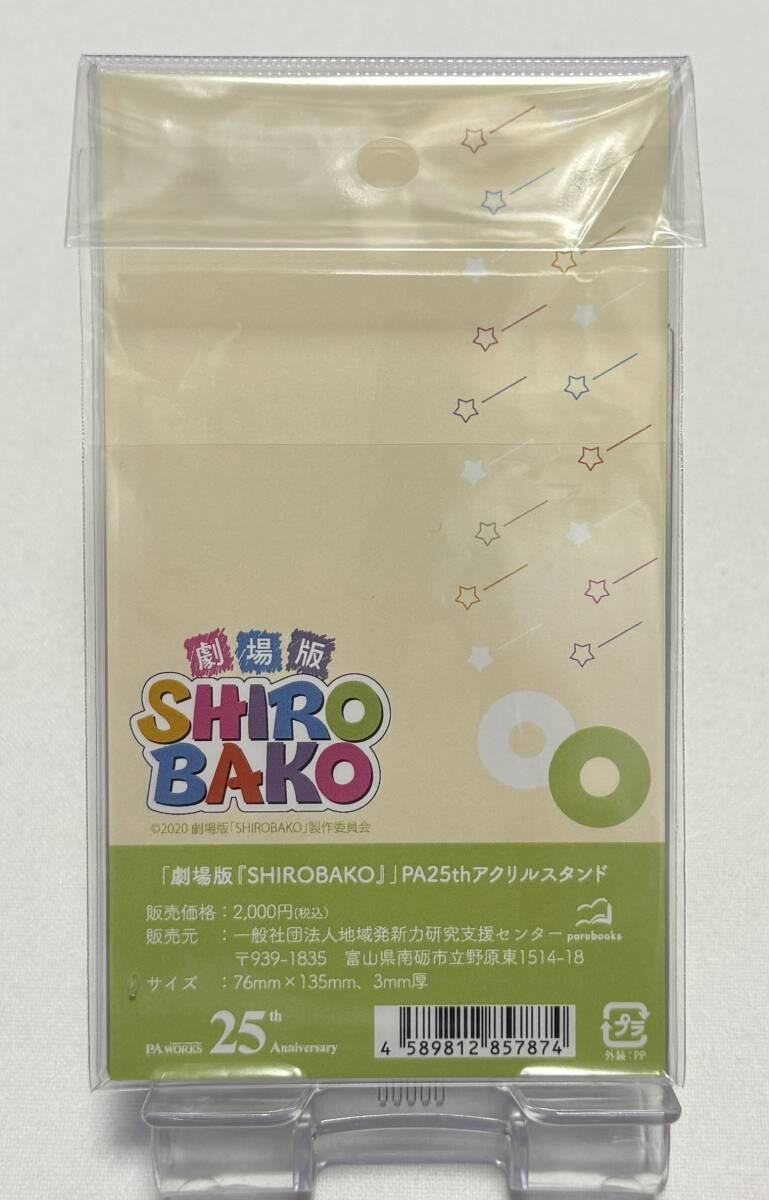 劇場版
SHIRO
BAKO
©2020 劇場版「SHIROBAKO」製作委員会
「劇場版『SHIROBAKO』」PA25thアクリルスタンド
販売価格：2,000円(税込)
販売元　：一般社団法人地域発新力研究支援センター
parubooks
〒939-1835　富山県南砺市立野原東1514-18
サイズ　：76mm×135mm、3mm厚
P.A.WORKS 25th Anniversary
4 589812 857874
プラ
外装：PP